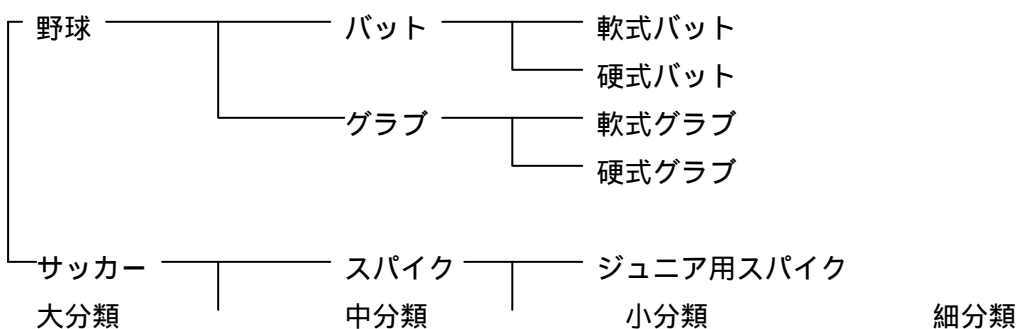 野球 バット 軟式バット
硬式バット
グラブ 軟式グラブ
硬式グラブ
サッカー スパイク ジュニア用スパイク
大分類 中分類 小分類 細分類